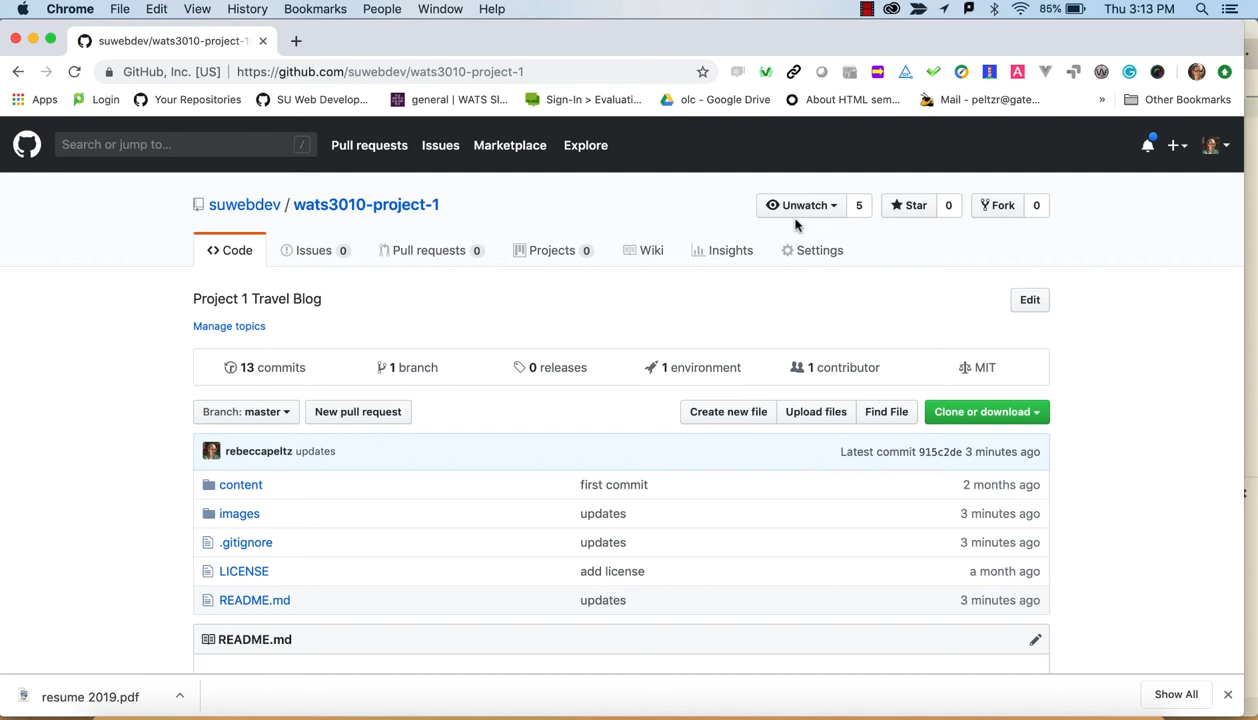 Chrome File Edit View History Bookmarks People Window Help 85% Thu 3:13 PM
suwebdev/wats3010-project-1
GitHub, Inc. [US] https://github.com/suwebdev/wats3010-project-1
Apps Login Your Repositories SU Web Develop... general | WATS Sl... Sign-In > Evaluati... olc - Google Drive About HTML sem... Mail - peltzr@gate... » Other Bookmarks
Search or jump to... / Pull requests Issues Marketplace Explore
suwebdev / wats3010-project-1 Unwatch 5 Star 0 Fork 0
Code Issues 0 Pull requests 0 Projects 0 Wiki Insights Settings
Project 1 Travel Blog Edit
Manage topics
13 commits 1 branch 0 releases 1 environment 1 contributor MIT
Branch: master New pull request Create new file Upload files Find File Clone or download
rebeccapeltz updates Latest commit 915c2de 3 minutes ago
content first commit 2 months ago
images updates 3 minutes ago
.gitignore updates 3 minutes ago
LICENSE add license a month ago
README.md updates 3 minutes ago
README.md
resume 2019.pdf Show All